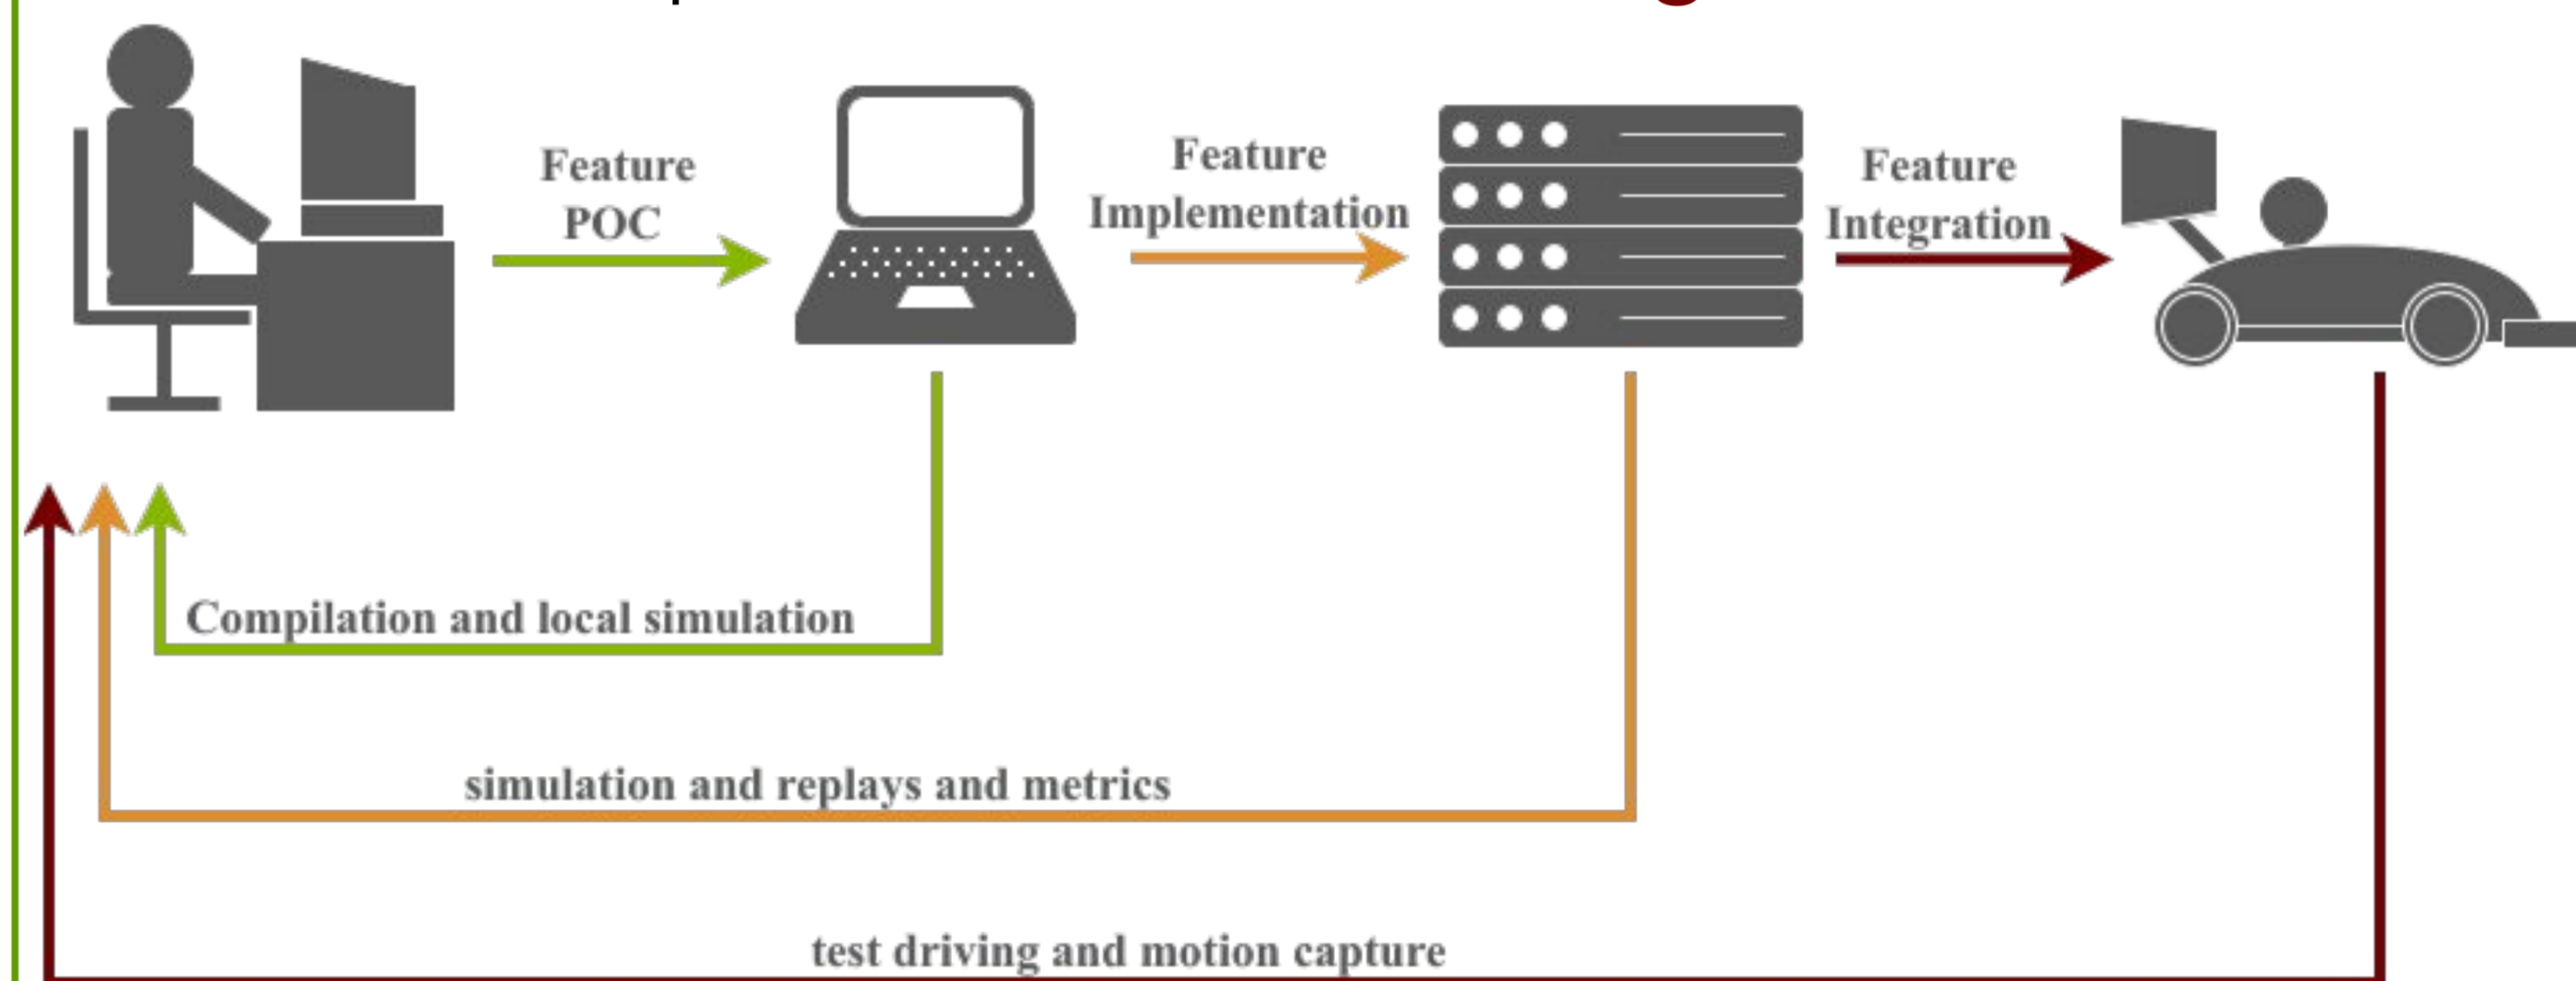 Feature
POC
Feature
Implementation
Feature
Integration
Compilation and local simulation
simulation and replays and metrics
test driving and motion capture